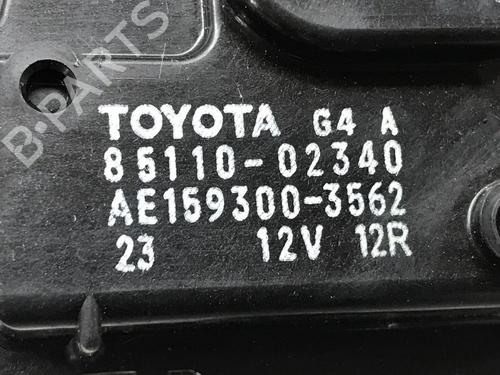 B-PARTS
TOYOTA G4 A
85110-02340
AE159300-3562
23 12V 12R